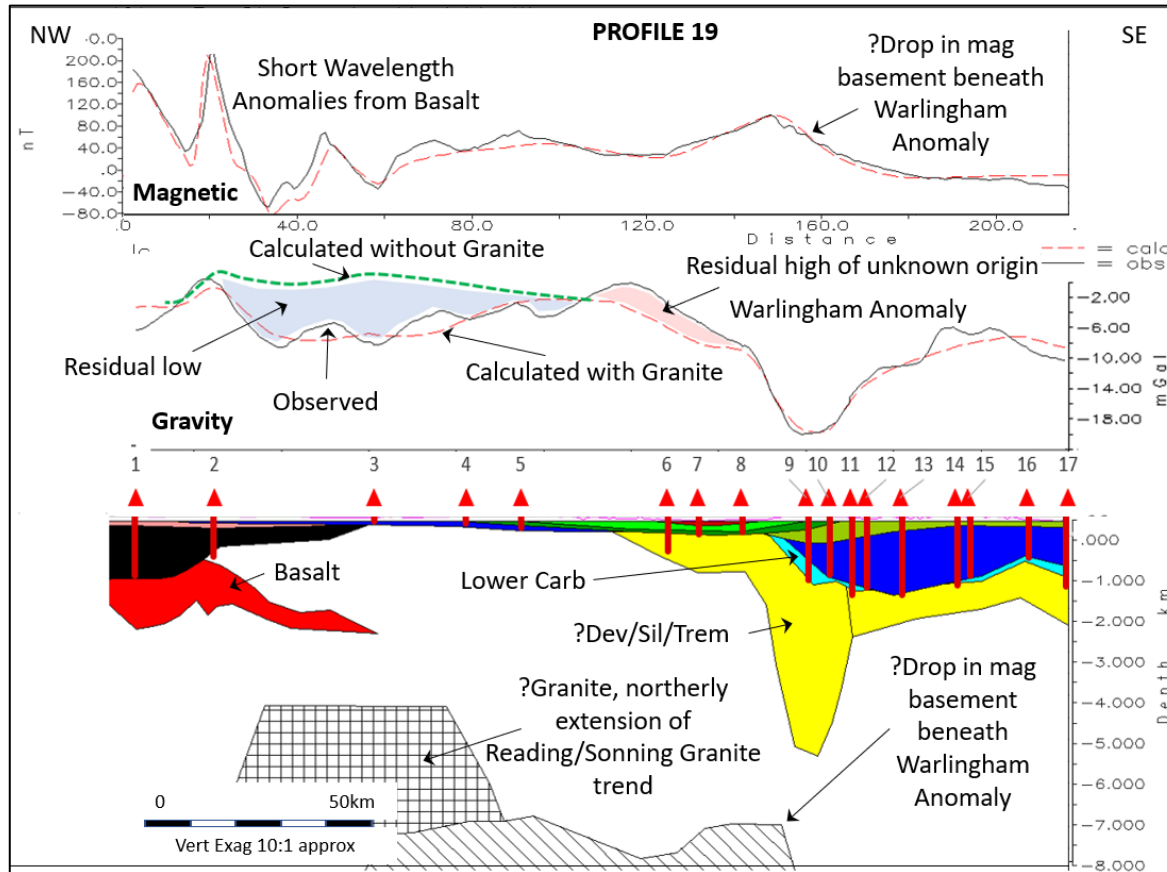 NW
PROFILE 19
SE
?Drop in mag
basement beneath
Warlingham
Anomaly
Short Wavelength
Anomalies from Basalt
.0.0
200.0
160.0
120.0
80.0
40.0
.0
-40.0
-80.0
nT
Magnetic
.0
40.0
80.0
120.0
160.0
200.0
Distance
Calculated without Granite
= calc
= obs
Residual high of unknown origin
Warlingham Anomaly
Residual low
Observed
Calculated with Granite
Gravity
-2.00
-6.00
-10.00
-14.00
-18.00
mGal
1
2
3
4
5
6
7
8
9
10
11
12
13
14
15
16
17
Basalt
Lower Carb
?Dev/Sil/Trem
?Granite, northerly
extension of
Reading/Sonning Granite
trend
?Drop in mag
basement
beneath
Warlingham
Anomaly
.000
-1.000
-2.000
-3.000
-4.000
-5.000
-6.000
-7.000
-8.000
Depth km
0
50km
Vert Exag 10:1 approx